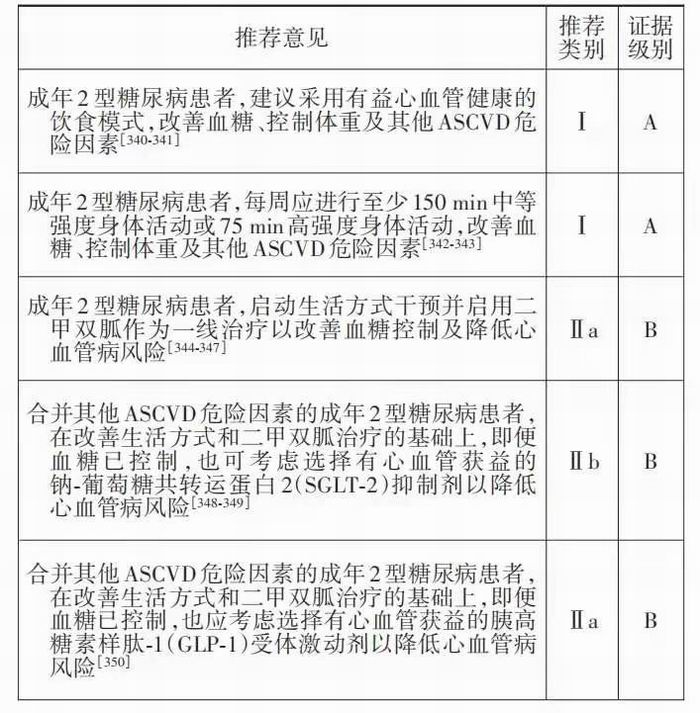 推荐意见
推荐
类别
证据
级别
成年2型糖尿病患者,建议采用有益心血管健康的
饮食模式,改善血糖、控制体重及其他ASCVD危
险因素[340-341]
Ⅰ
A
成年2型糖尿病患者,每周应进行至少150 min中等
强度身体活动或75 min高强度身体活动,改善血
糖、控制体重及其他ASCVD危险因素[342-343]
Ⅰ
A
成年2型糖尿病患者,启动生活方式干预并启用二
甲双胍作为一线治疗以改善血糖控制及降低心
血管病风险[344-347]
Ⅱa
B
合并其他ASCVD危险因素的成年2型糖尿病患者,
在改善生活方式和二甲双胍治疗的基础上,即便
血糖已控制,也可考虑选择有心血管获益的
钠-葡萄糖共转运蛋白2(SGLT-2)抑制剂以降低
心血管病风险[348-349]
Ⅱb
B
合并其他ASCVD危险因素的成年2型糖尿病患者,
在改善生活方式和二甲双胍治疗的基础上,即便
血糖已控制,也应考虑选择有心血管获益的胰高
糖素样肽-1(GLP-1)受体激动剂以降低心血管病
风险[350]
Ⅱa
B